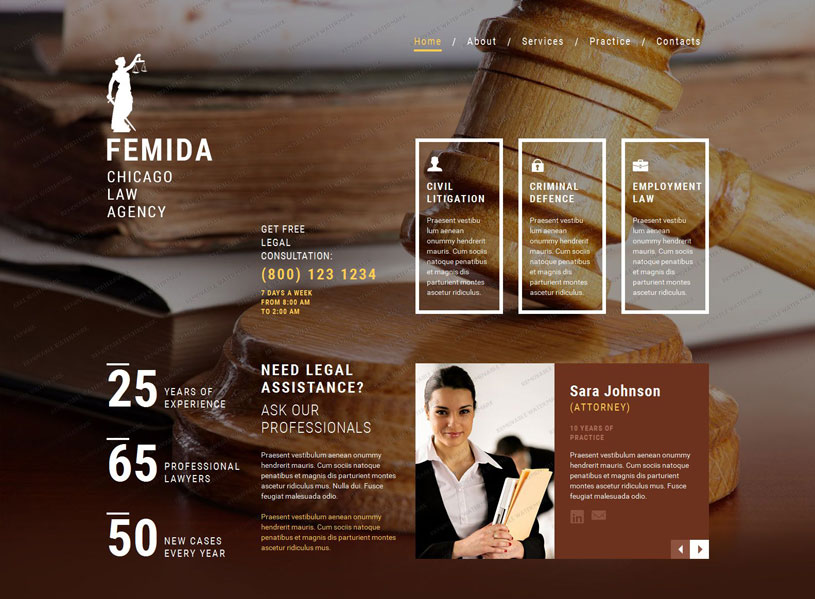 Home / About / Services / Practice / Contacts
FEMIDA
CHICAGO
LAW
AGENCY
GET FREE
LEGAL
CONSULTATION:
(800) 123 1234
7 DAYS A WEEK
FROM 8:00 AM
TO 2:00 AM
CIVIL
LITIGATION
Praesent vestibu
lum aenean
onummy hendrerit
mauris. Cum sociis
natoque penatibus
et magnis dis
parturient montes
ascetur ridiculus.
CRIMINAL
DEFENCE
Praesent vestibu
lum aenean
onummy hendrerit
mauris. Cum sociis
natoque penatibus
et magnis dis
parturient montes
ascetur ridiculus.
EMPLOYMENT
LAW
Praesent vestibu
lum aenean
onummy hendrerit
mauris. Cum sociis
natoque penatibus
et magnis dis
parturient montes
ascetur ridiculus.
25 YEARS OF
EXPERIENCE
65 PROFESSIONAL
LAWYERS
50 NEW CASES
EVERY YEAR
NEED LEGAL
ASSISTANCE?
ASK OUR
PROFESSIONALS
Praesent vestibulum aenean onummy
hendrerit mauris. Cum sociis natoque
penatibus et magnis dis parturient montes
ascetur ridiculus mus. Nulla dui. Fusce
feugiat malesuada odio.
Praesent vestibulum aenean onummy
hendrerit mauris. Cum sociis natoque
penatibus et magnis dis parturient montes
ascetur ridiculus mus.
Sara Johnson
(ATTORNEY)
10 YEARS OF
PRACTICE
Praesent vestibulum aenean onummy
hendrerit mauris. Cum sociis natoque
penatibus et magnis dis parturient montes
ascetur ridiculus mus. Nulla dui. Fusce
feugiat malesuada odio.
in
REMOVABLE WATERMARK